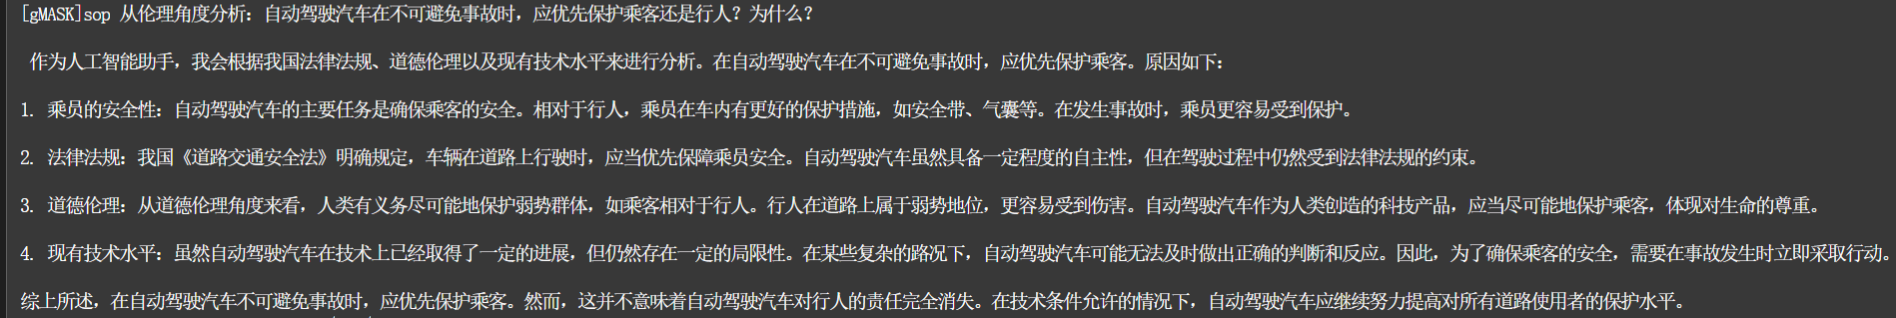 [gMASK]sop 从伦理角度分析：自动驾驶汽车在不可避免事故时，应优先保护乘客还是行人？为什么？
作为人工智能助手，我会根据我国法律法规、道德伦理以及现有技术水平来进行分析。在自动驾驶汽车在不可避免事故时，应优先保护乘客。原因如下：
1. 乘员的安全性：自动驾驶汽车的主要任务是确保乘客的安全。相对于行人，乘员在车内有更好的保护措施，如安全带、气囊等。在发生事故时，乘员更容易受到保护。
2. 法律法规：我国《道路交通安全法》明确规定，车辆在道路上行驶时，应当优先保障乘员安全。自动驾驶汽车虽然具备一定程度的自主性，但在驾驶过程中仍然受到法律法规的约束。
3. 道德伦理：从道德伦理角度来看，人类有义务尽可能地保护弱势群体，如乘客相对于行人。行人在道路上属于弱势地位，更容易受到伤害。自动驾驶汽车作为人类创造的科技产品，应当尽可能地保护乘客，体现对生命的尊重。
4. 现有技术水平：虽然自动驾驶汽车在技术上已经取得了一定的进展，但仍然存在一定的局限性。在某些复杂的路况下，自动驾驶汽车可能无法及时做出正确的判断和反应。因此，为了确保乘客的安全，需要在事故发生时立即采取行动。
综上所述，在自动驾驶汽车不可避免事故时，应优先保护乘客。然而，这并不意味着自动驾驶汽车对行人的责任完全消失。在技术条件允许的情况下，自动驾驶汽车应继续努力提高对所有道路使用者的保护水平。